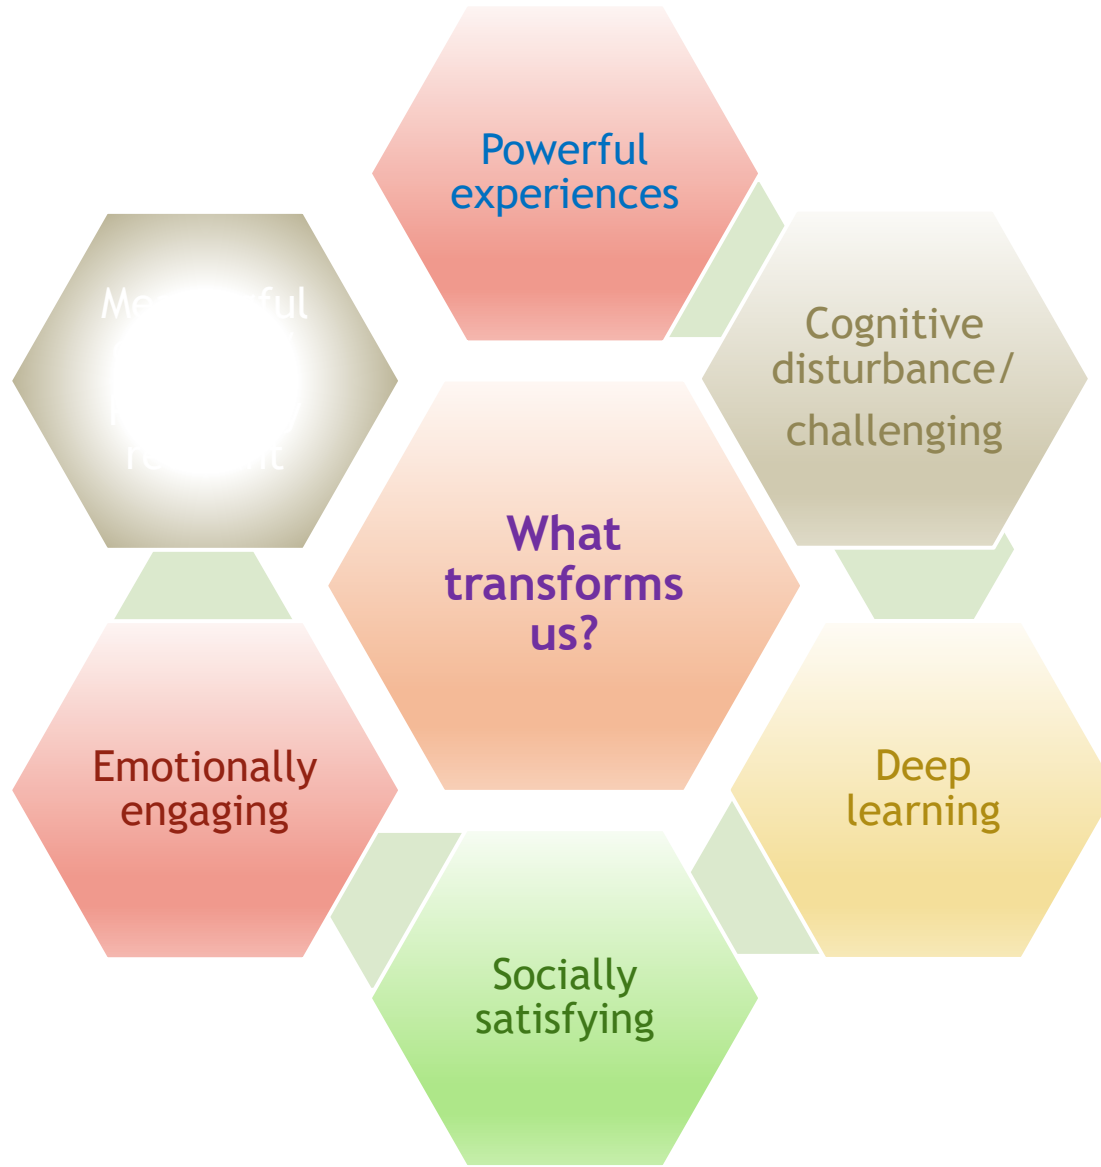 Powerful
experiences
Cognitive
disturbance/
challenging
What
transforms
us?
Deep
learning
Socially
satisfying
Emotionally
engaging